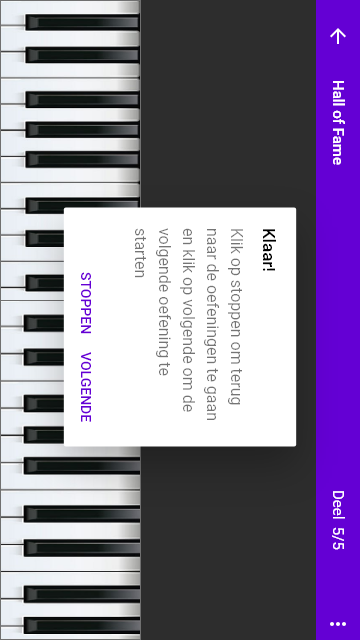 Hall of Fame
Deel 5/5
Klaar!
Klik op stoppen om terug
naar de oefeningen te gaan
en klik op volgende om de
volgende oefening te
starten
STOPPEN VOLGENDE